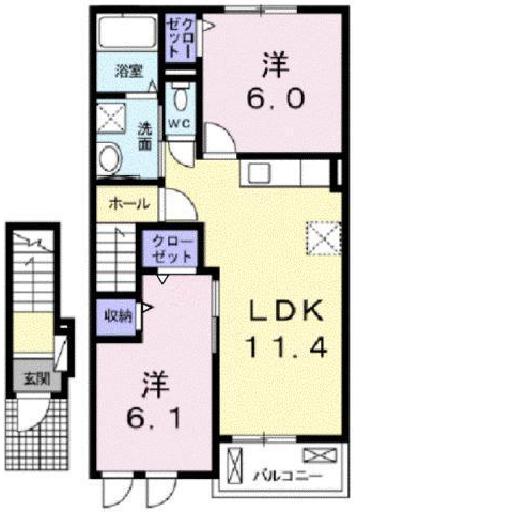 クロー
ゼット
浴室
洋
6.0
WC
洗面
ホール
クロー
ゼット
収納
LDK
11.4
洋
6.1
玄関
バルコニー